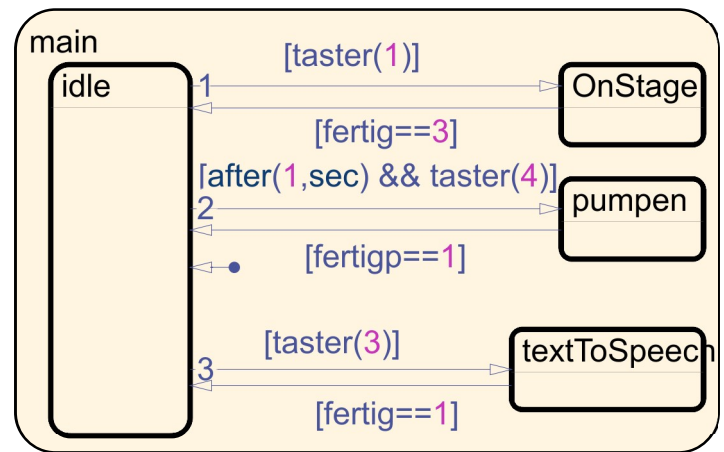 main
[taster(1)]
idle
1
OnStage
[fertig==3]
[after(1,sec) && taster(4)]
2
pumpen
[fertigp==1]
[taster(3)]
3
textToSpeech
[fertig==1]